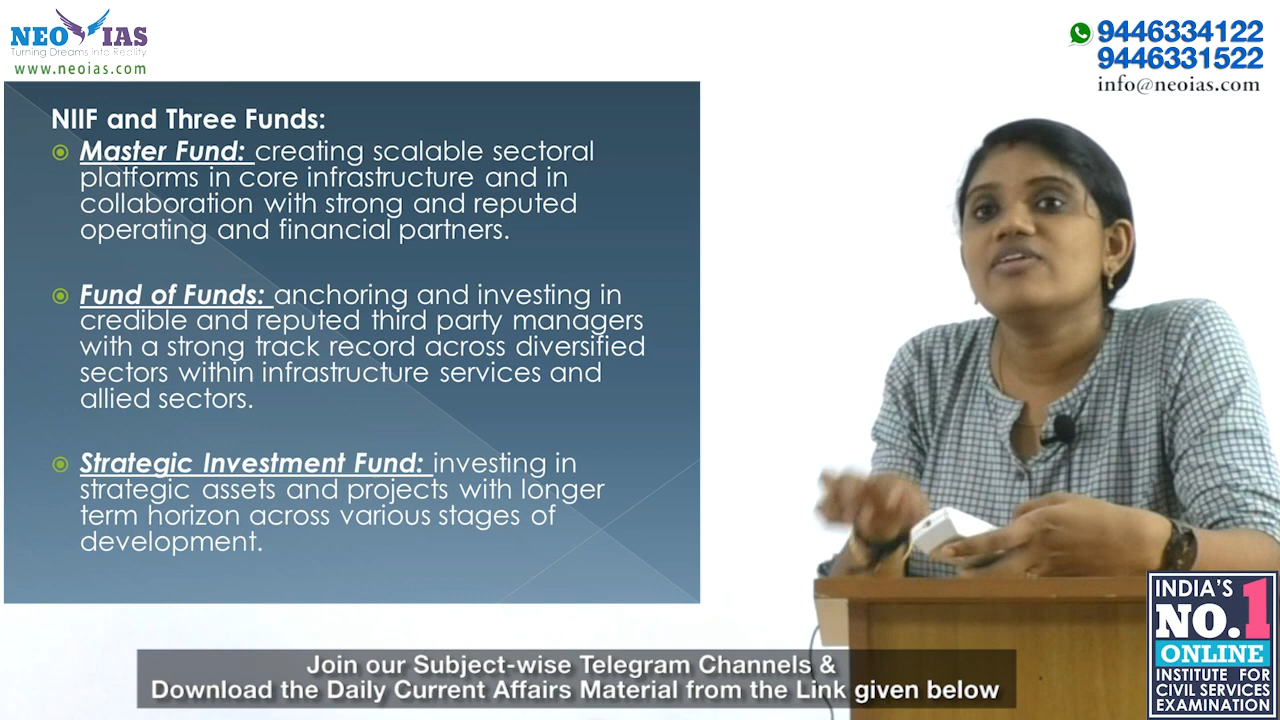 NEO IAS
Turning Dreams into Reality
www.neoias.com
9446334122
9446331522
info@neoias.com
NIIF and Three Funds:
Master Fund: creating scalable sectoral
platforms in core infrastructure and in
collaboration with strong and reputed
operating and financial partners.
Fund of Funds: anchoring and investing in
credible and reputed third party managers
with a strong track record across diversified
sectors within infrastructure services and
allied sectors.
Strategic Investment Fund: investing in
strategic assets and projects with longer
term horizon across various stages of
development.
Join our Subject-wise Telegram Channels &
Download the Daily Current Affairs Material from the Link given below
INDIA'S
NO.1
ONLINE
INSTITUTE FOR
CIVIL SERVICES
EXAMINATION